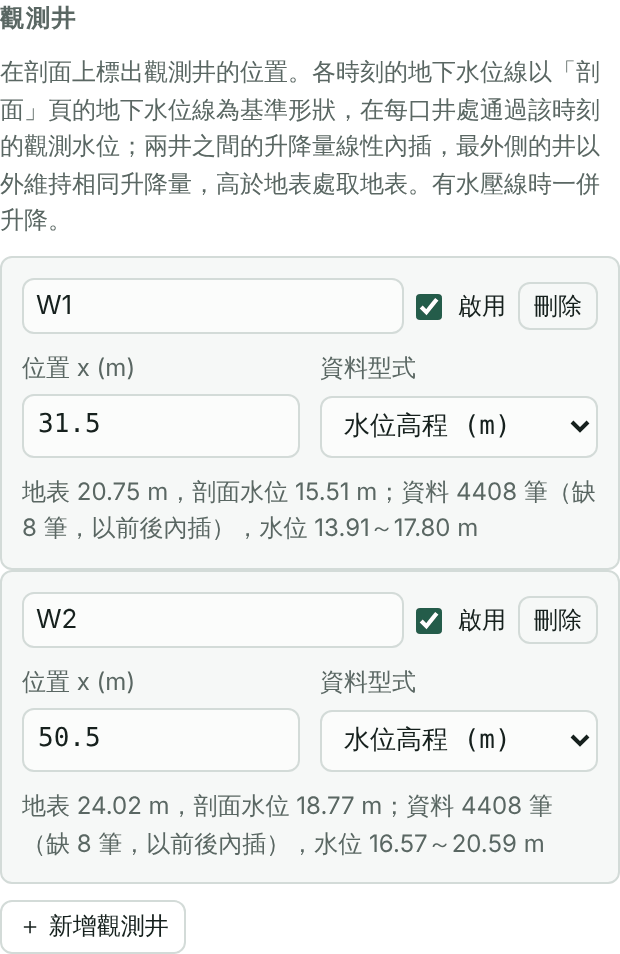 觀測井
在剖面上標出觀測井的位置。各時刻的地下水位線以「剖
面」頁的地下水位線為基準形狀，在每口井處通過該時刻
的觀測水位；兩井之間的升降量線性內插，最外側的井以
外維持相同升降量，高於地表處取地表。有水壓線時一併
升降。
W1 啟用 刪除
位置 x (m) 資料型式
31.5 水位高程 (m)
地表 20.75 m，剖面水位 15.51 m；資料 4408 筆（缺
8 筆，以前後內插），水位 13.91～17.80 m
W2 啟用 刪除
位置 x (m) 資料型式
50.5 水位高程 (m)
地表 24.02 m，剖面水位 18.77 m；資料 4408 筆
（缺 8 筆，以前後內插），水位 16.57～20.59 m
＋ 新增觀測井